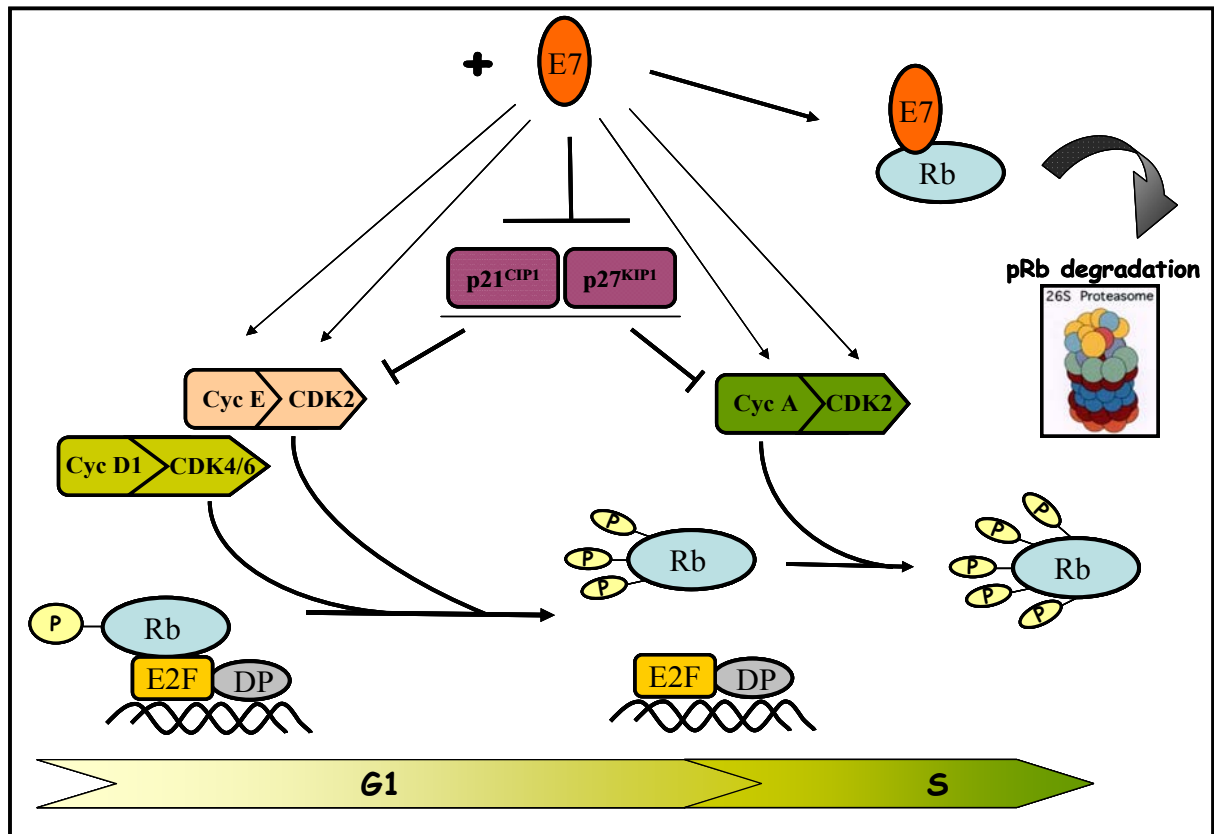 +
E7
E7
Rb
p21CIP1
p27KIP1
pRb degradation
26S Proteasome
Cyc E
CDK2
Cyc A
CDK2
Cyc D1
CDK4/6
P
P
P
Rb
P
P
P
P
P
Rb
P
Rb
E2F
DP
E2F
DP
G1
S